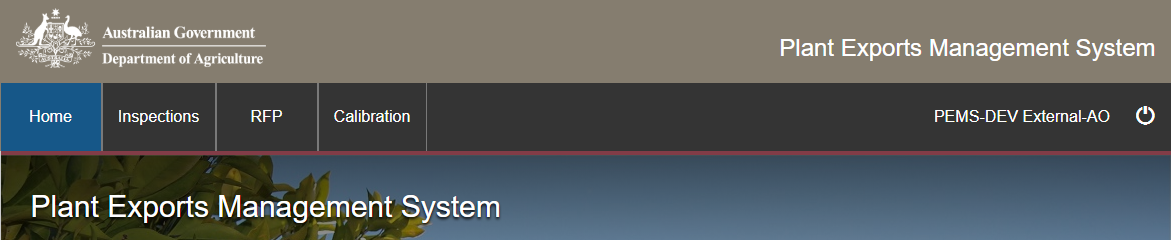 Australian Government
Department of Agriculture
Plant Exports Management System
Home
Inspections
RFP
Calibration
PEMS-DEV External-AO
Plant Exports Management System